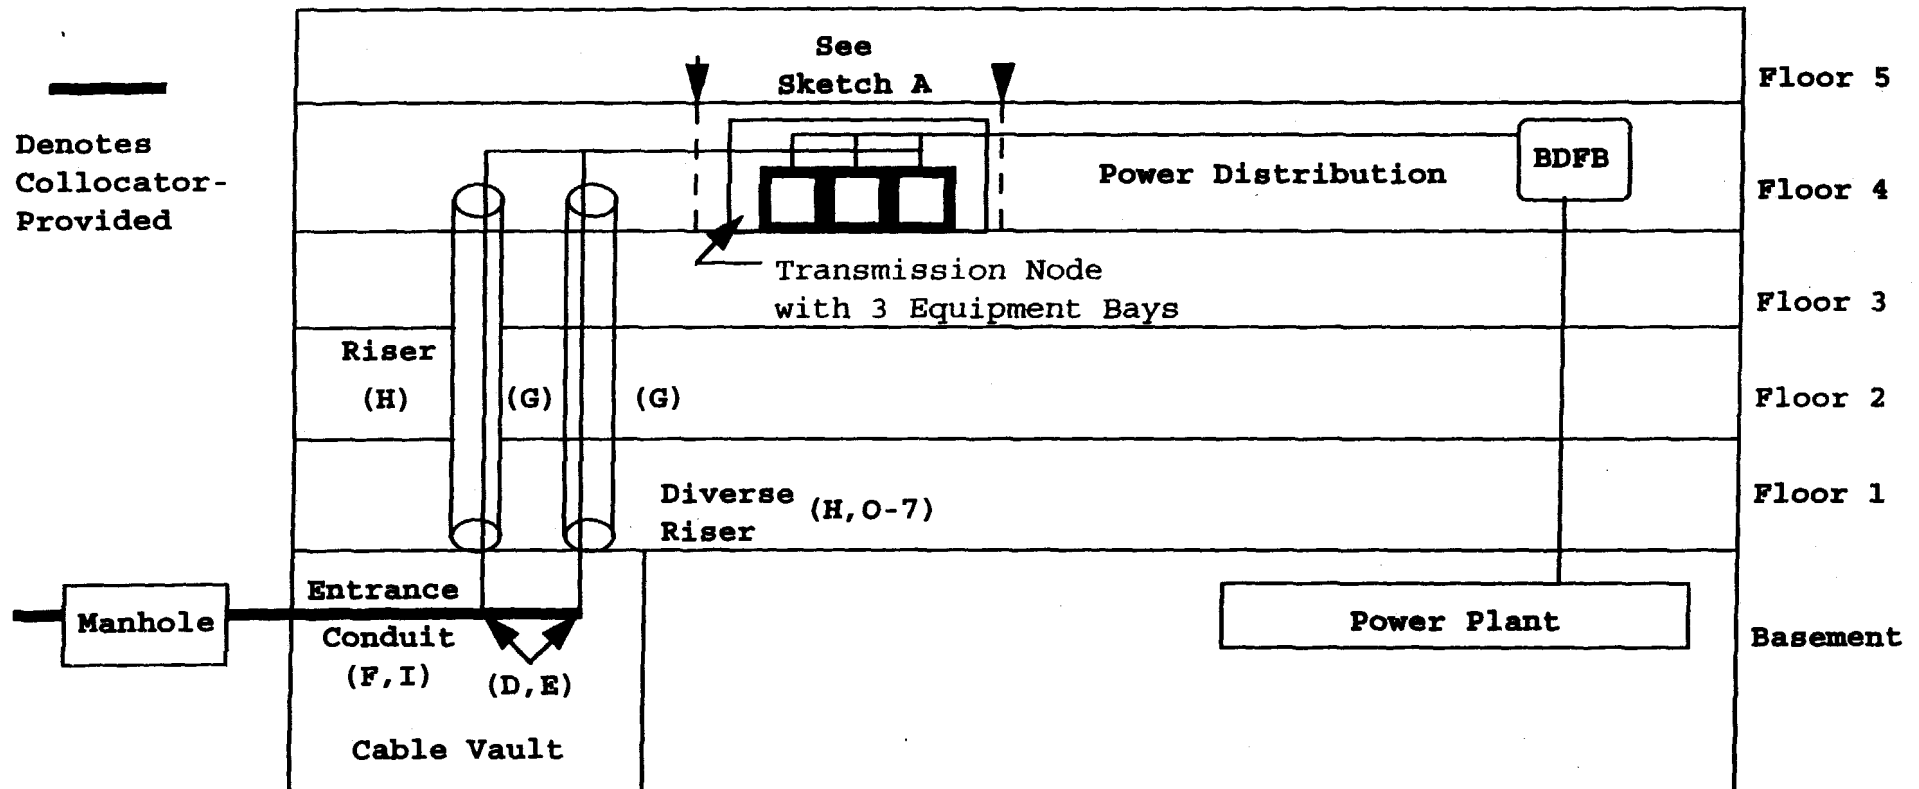 See
Sketch A
Floor 5
Denotes
Collocator-
Provided
BDFB
Power Distribution
Floor 4
Transmission Node
with 3 Equipment Bays
Floor 3
Riser
(H)
(G)
(G)
Floor 2
Diverse
Riser
(H,O-7)
Floor 1
Manhole
Entrance
Conduit
(F,I)
(D,E)
Cable Vault
Power Plant
Basement